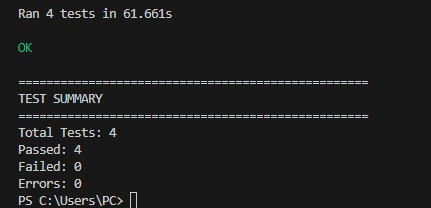 Ran 4 tests in 61.661s
OK
==================================================
TEST SUMMARY
==================================================
Total Tests: 4
Passed: 4
Failed: 0
Errors: 0
PS C:\Users\PC>